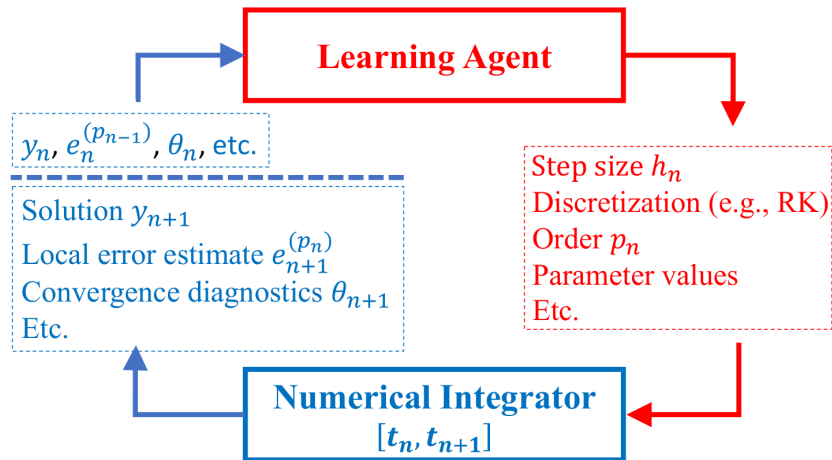 Learning Agent
yₙ, eₙ^(pₙ₋₁), θₙ, etc.
Solution yₙ₊₁
Local error estimate eₙ₊₁^(pₙ)
Convergence diagnostics θₙ₊₁
Etc.
Step size hₙ
Discretization (e.g., RK)
Order pₙ
Parameter values
Etc.
Numerical Integrator
[tₙ, tₙ₊₁]